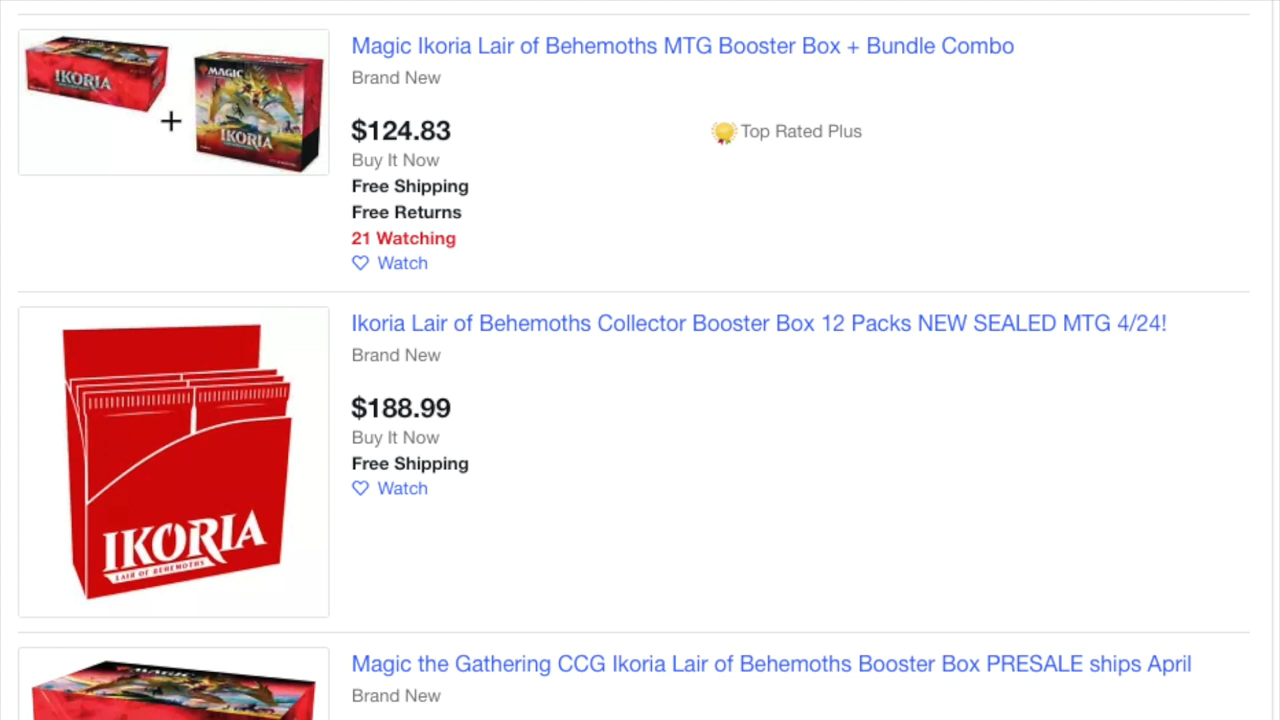 IKORIA
+
MAGIC
IKORIA
Magic Ikoria Lair of Behemoths MTG Booster Box + Bundle Combo
Brand New
$124.83
Top Rated Plus
Buy It Now
Free Shipping
Free Returns
21 Watching
Watch
IKORIA
LAIR OF BEHEMOTHS
Ikoria Lair of Behemoths Collector Booster Box 12 Packs NEW SEALED MTG 4/24!
Brand New
$188.99
Buy It Now
Free Shipping
Watch
MAGIC
Magic the Gathering CCG Ikoria Lair of Behemoths Booster Box PRESALE ships April
Brand New